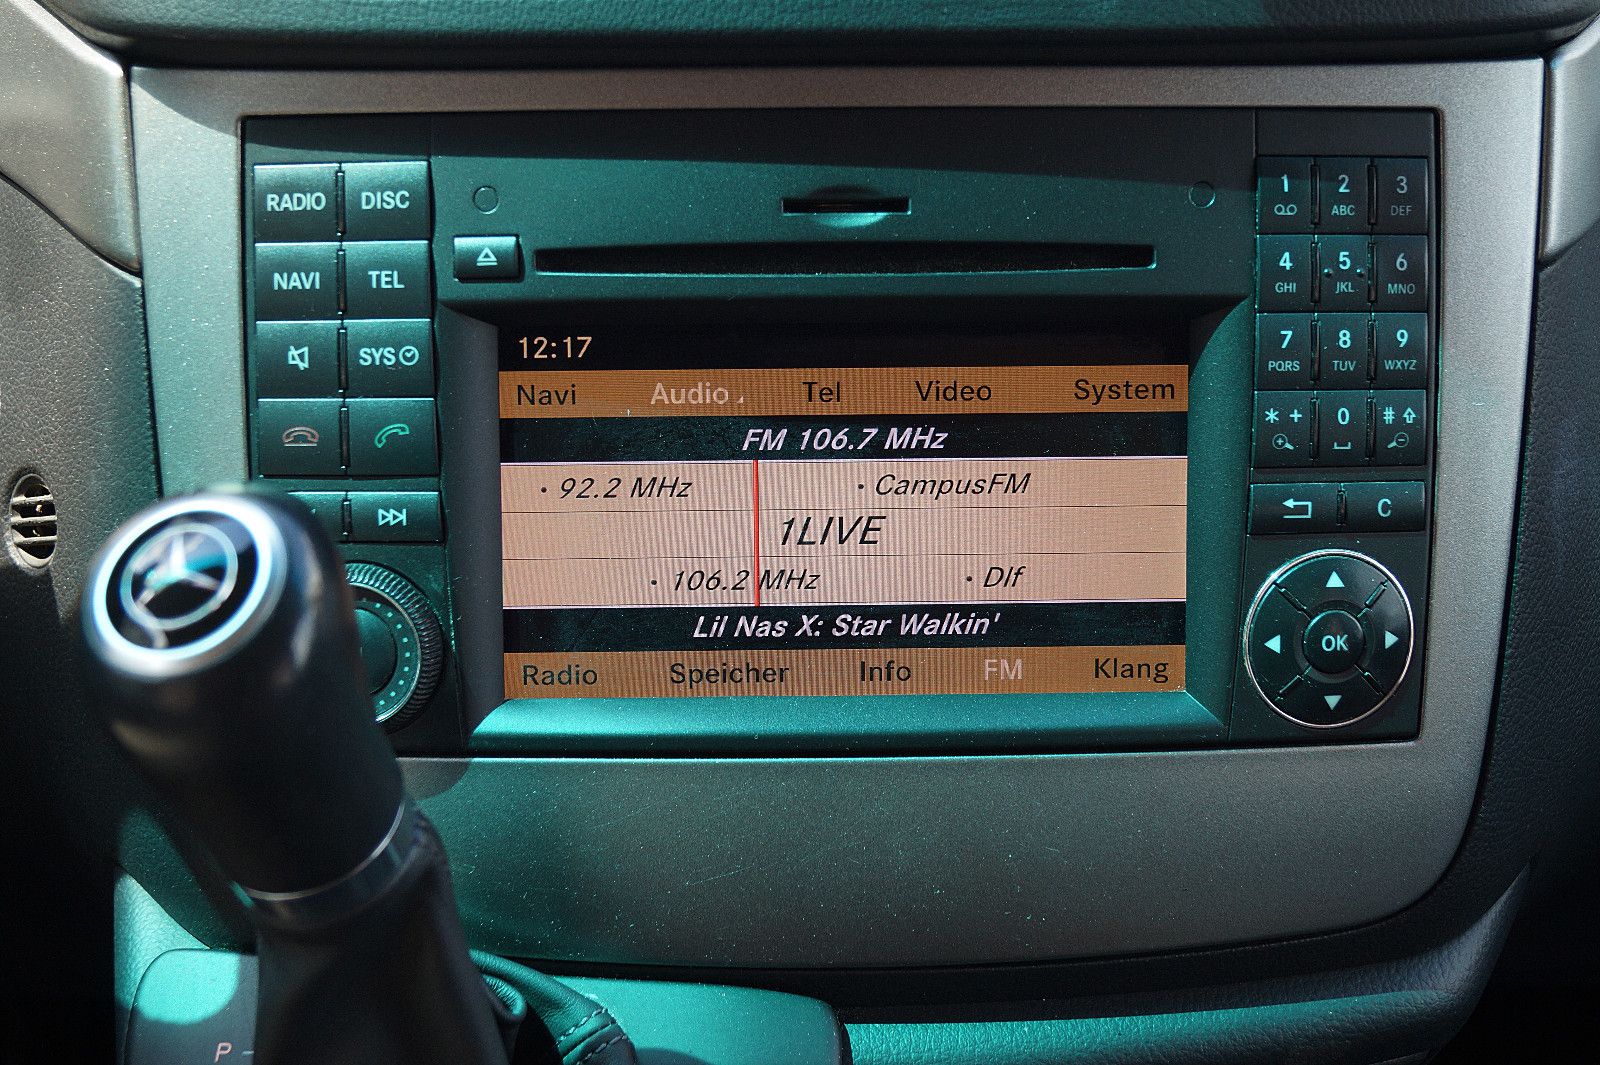 RADIO DISC
NAVI TEL
SYS
12:17
Navi Audio Tel Video System
FM 106.7 MHz
· 92.2 MHz · CampusFM
1LIVE
· 106.2 MHz · Dlf
Lil Nas X: Star Walkin'
Radio Speicher Info FM Klang
1 2 3
ABC DEF
4 5 6
GHI JKL MNO
7 8 9
PQRS TUV WXYZ
* + 0 #
C
OK
P